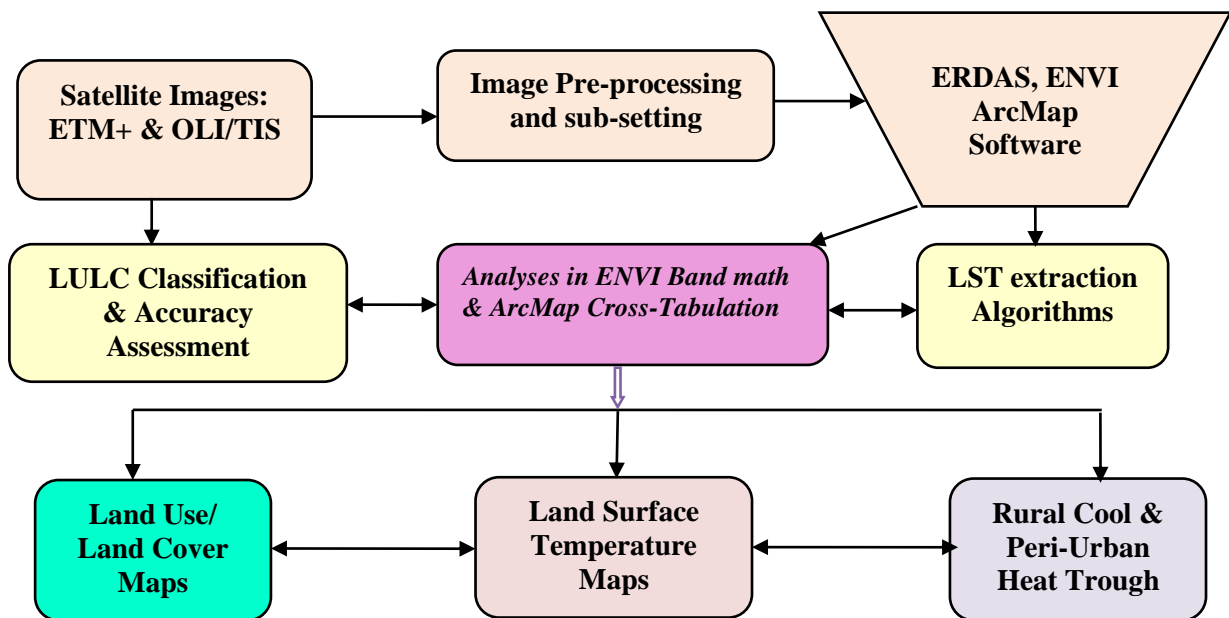 Satellite Images:
ETM+ & OLI/TIS
Image Pre-processing
and sub-setting
ERDAS, ENVI
ArcMap
Software
LULC Classification
& Accuracy
Assessment
Analyses in ENVI Band math
& ArcMap Cross-Tabulation
LST extraction
Algorithms
Land Use/
Land Cover
Maps
Land Surface
Temperature
Maps
Rural Cool &
Peri-Urban
Heat Trough